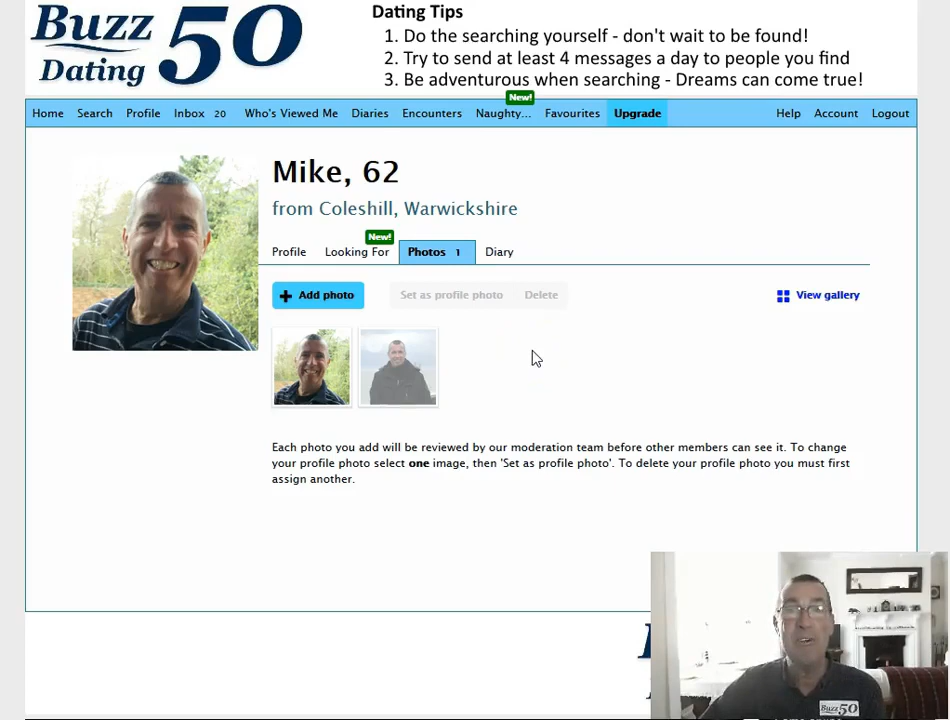 Buzz 50
Dating
Dating Tips
1. Do the searching yourself - don't wait to be found!
2. Try to send at least 4 messages a day to people you find
3. Be adventurous when searching - Dreams can come true!
New!
Home Search Profile Inbox 20 Who's Viewed Me Diaries Encounters Naughty... Favourites Upgrade Help Account Logout
Mike, 62
from Coleshill, Warwickshire
New!
Profile Looking For Photos 1 Diary
Add photo Set as profile photo Delete View gallery
Each photo you add will be reviewed by our moderation team before other members can see it. To change
your profile photo select one image, then 'Set as profile photo'. To delete your profile photo you must first
assign another.
Buzz 50